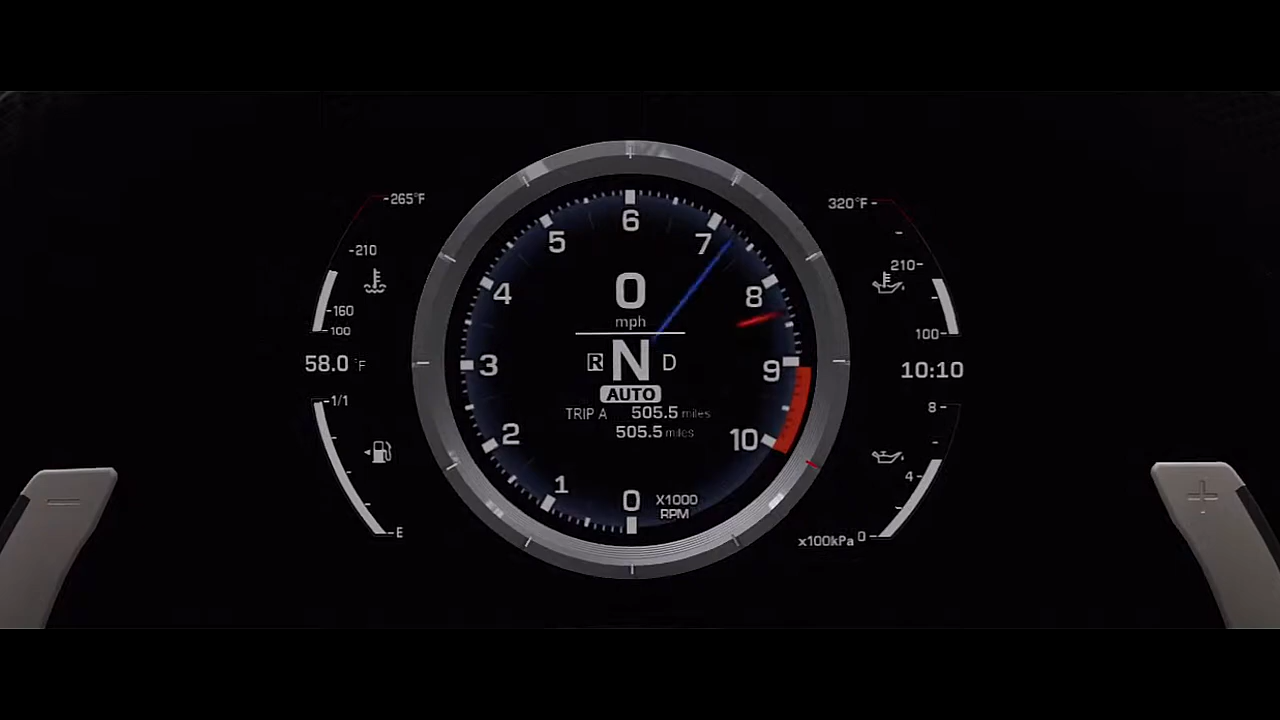 265°F
210
160
100
58.0 °F
1/1
E
6
5
7
4
8
3
9
2
10
1
0
X1000
RPM
0
mph
R N D
AUTO
TRIP A 505.5 miles
505.5 miles
320°F
210
100
10:10
8
4
0
x100kPa
−
+